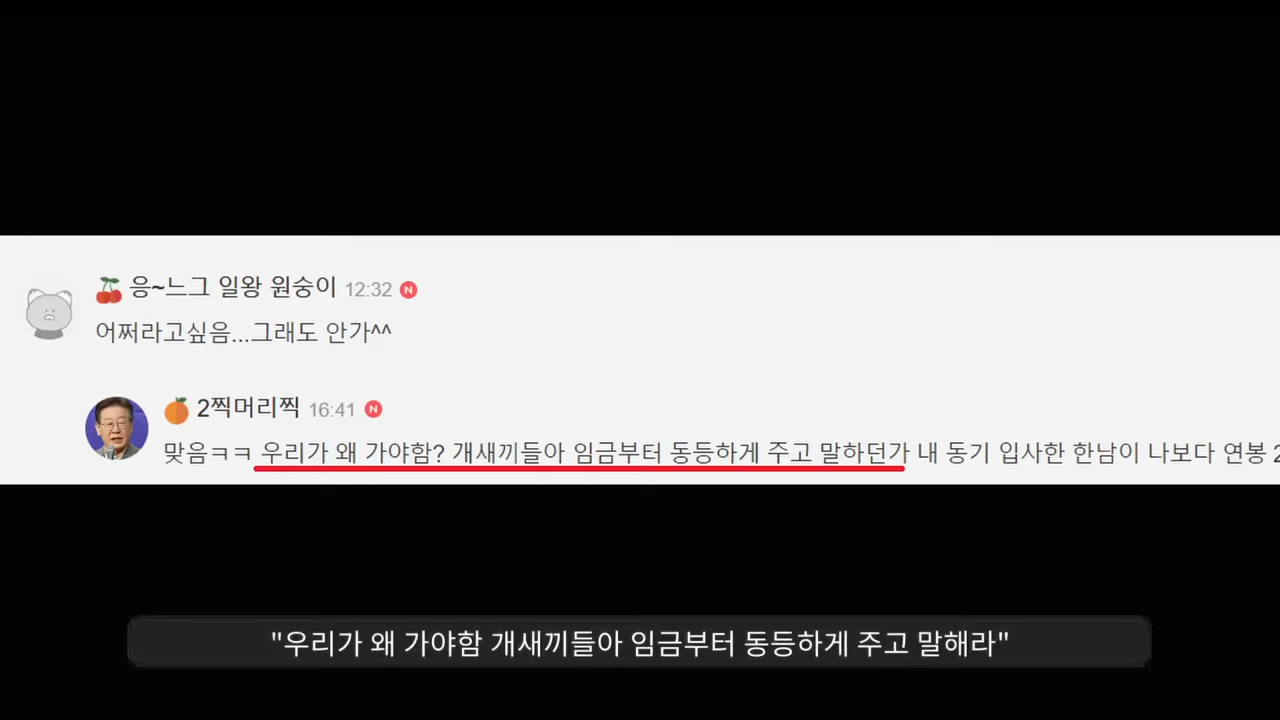 응~느그 일왕 원숭이 12:32 N
어쩌라고싶음...그래도 안가^^
2찍머리찍 16:41 N
맞음ㅋㅋ 우리가 왜 가야함? 개새끼들아 임금부터 동등하게 주고 말하던가 내 동기 입사한 한남이 나보다 연봉 2
"우리가 왜 가야함 개새끼들아 임금부터 동등하게 주고 말해라"